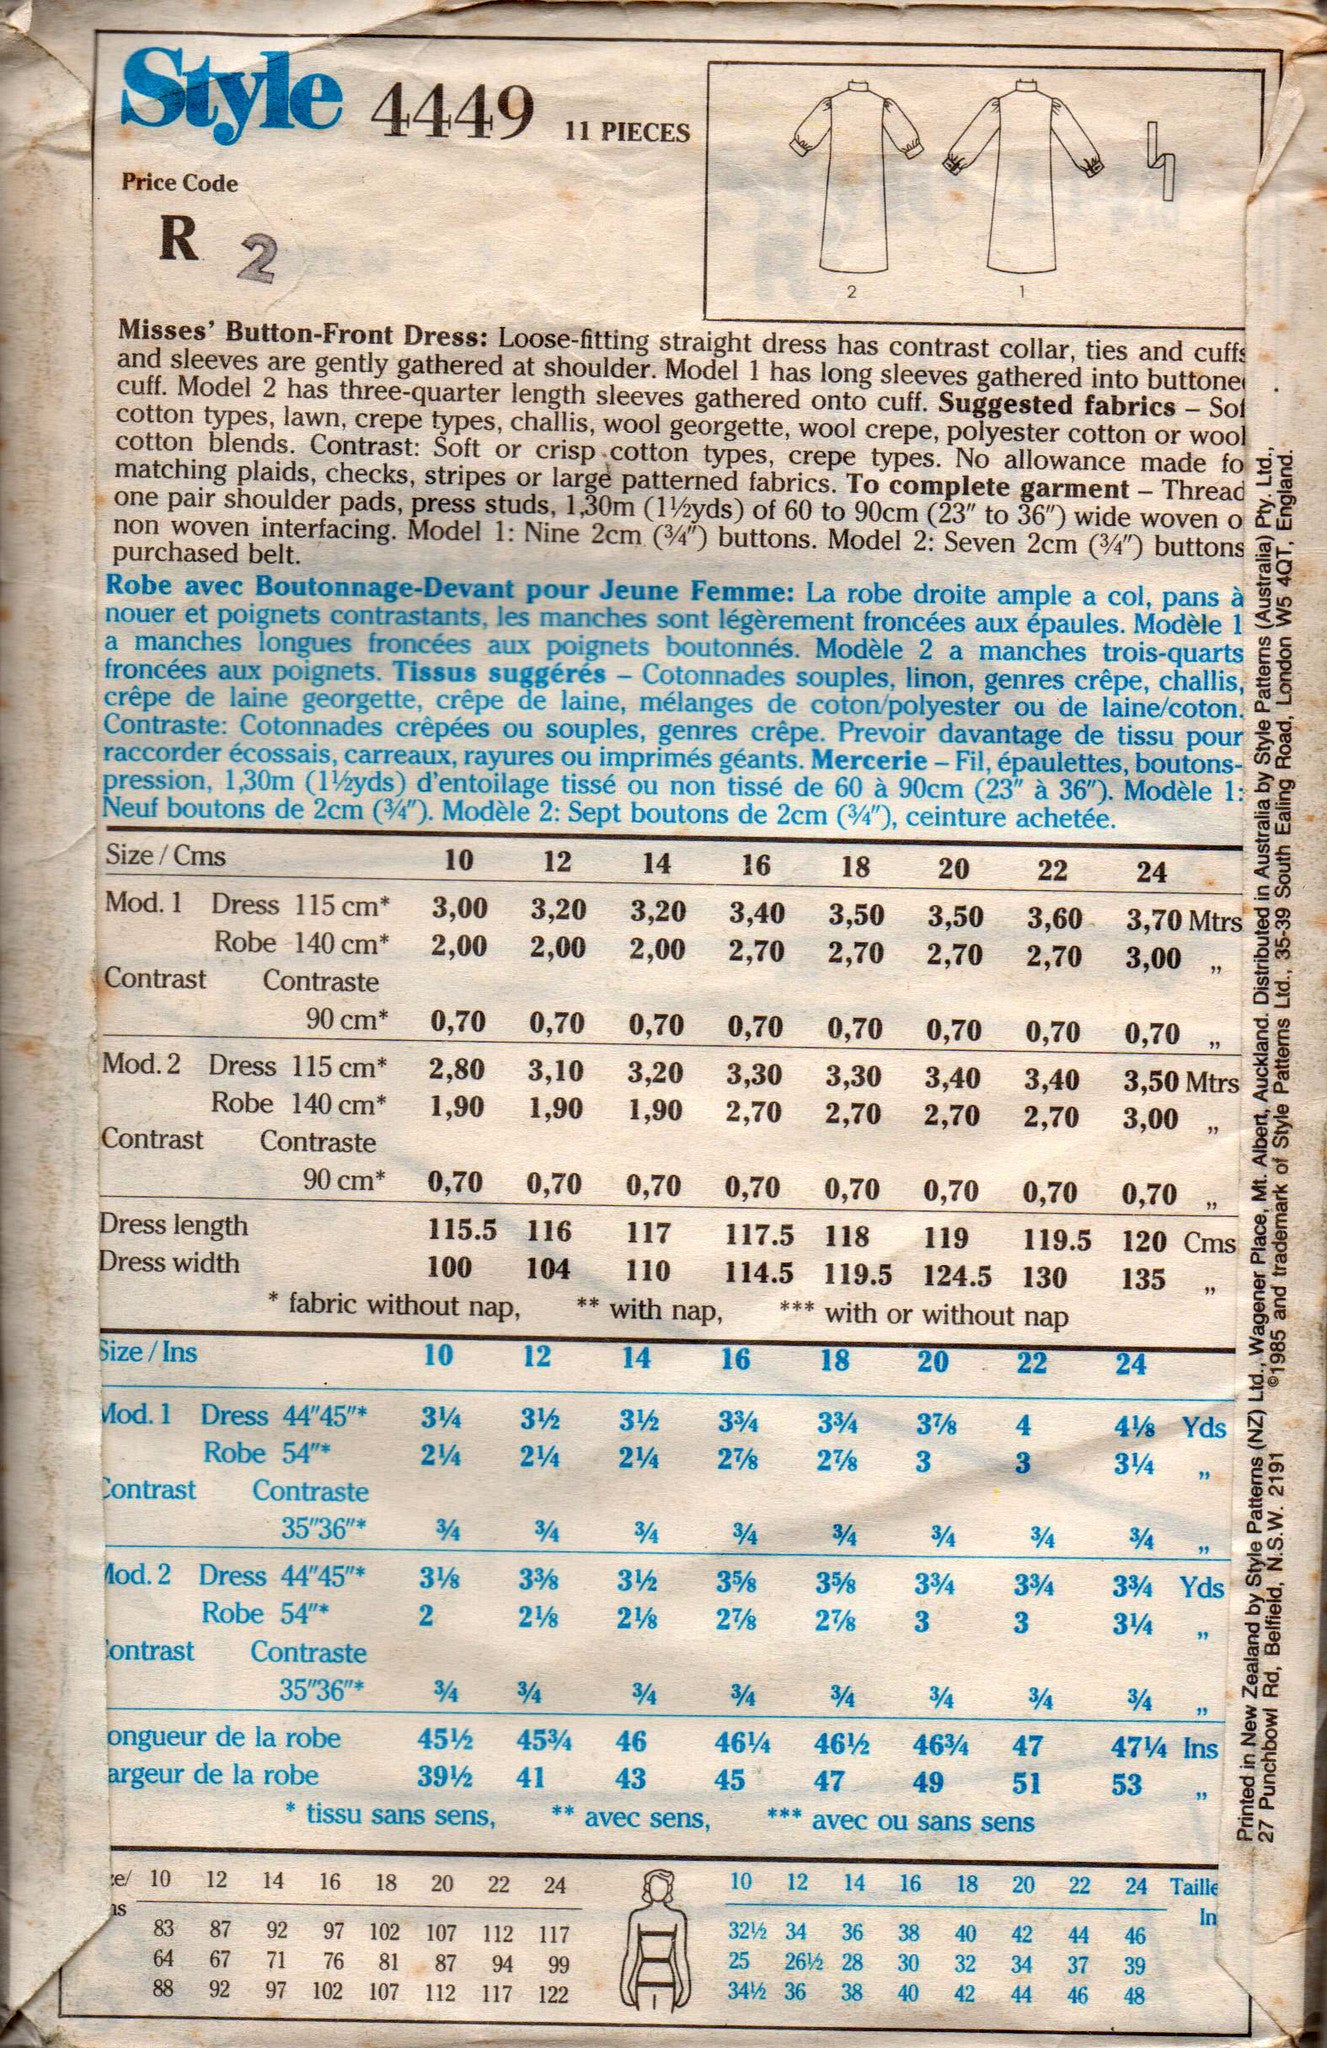 Style 4449 11 PIECES
Price Code
R 2
2 1
Misses' Button-Front Dress: Loose-fitting straight dress has contrast collar, ties and cuffs
and sleeves are gently gathered at shoulder. Model 1 has long sleeves gathered into buttone
cuff. Model 2 has three-quarter length sleeves gathered onto cuff. Suggested fabrics – Sof
cotton types, lawn, crepe types, challis, wool georgette, wool crepe, polyester cotton or wool
cotton blends. Contrast: Soft or crisp cotton types, crepe types. No allowance made fo
matching plaids, checks, stripes or large patterned fabrics. To complete garment – Thread
one pair shoulder pads, press studs, 1,30m (1½yds) of 60 to 90cm (23" to 36") wide woven o
non woven interfacing. Model 1: Nine 2cm (¾") buttons. Model 2: Seven 2cm (¾") buttons
purchased belt.
Robe avec Boutonnage-Devant pour Jeune Femme: La robe droite ample a col, pans à
nouer et poignets contrastants, les manches sont légèrement froncées aux épaules. Modèle 1
a manches longues froncées aux poignets boutonnés. Modèle 2 a manches trois-quarts
froncées aux poignets. Tissus suggérés – Cotonnades souples, linon, genres crêpe, challis,
crêpe de laine georgette, crêpe de laine, mélanges de coton/polyester ou de laine/coton.
Contraste: Cotonnades crêpées ou souples, genres crêpe. Prevoir davantage de tissu pour
raccorder écossais, carreaux, rayures ou imprimés géants. Mercerie – Fil, épaulettes, boutons-
pression, 1,30m (1½yds) d'entoilage tissé ou non tissé de 60 à 90cm (23" à 36"). Modèle 1:
Neuf boutons de 2cm (¾"). Modèle 2: Sept boutons de 2cm (¾"), ceinture achetée.
Size / Cms 10 12 14 16 18 20 22 24
Mod. 1 Dress 115 cm* 3,00 3,20 3,20 3,40 3,50 3,50 3,60 3,70 Mtrs
Robe 140 cm* 2,00 2,00 2,00 2,70 2,70 2,70 2,70 3,00 ,,
Contrast Contraste
90 cm* 0,70 0,70 0,70 0,70 0,70 0,70 0,70 0,70 ,,
Mod. 2 Dress 115 cm* 2,80 3,10 3,20 3,30 3,30 3,40 3,40 3,50 Mtrs
Robe 140 cm* 1,90 1,90 1,90 2,70 2,70 2,70 2,70 3,00 ,,
Contrast Contraste
90 cm* 0,70 0,70 0,70 0,70 0,70 0,70 0,70 0,70 ,,
Dress length 115.5 116 117 117.5 118 119 119.5 120 Cms
Dress width 100 104 110 114.5 119.5 124.5 130 135 ,,
* fabric without nap, ** with nap, *** with or without nap
Size / Ins 10 12 14 16 18 20 22 24
Mod. 1 Dress 44"45"* 3¼ 3½ 3½ 3¾ 3¾ 3⅞ 4 4⅛ Yds
Robe 54"* 2¼ 2¼ 2¼ 2⅞ 2⅞ 3 3 3¼ ,,
Contrast Contraste
35"36"* ¾ ¾ ¾ ¾ ¾ ¾ ¾ ¾ ,,
Mod. 2 Dress 44"45"* 3⅛ 3⅜ 3½ 3⅝ 3⅝ 3¾ 3¾ 3¾ Yds
Robe 54"* 2 2⅛ 2⅛ 2⅞ 2⅞ 3 3 3¼ ,,
ontrast Contraste
35"36"* ¾ ¾ ¾ ¾ ¾ ¾ ¾ ¾ ,,
ongueur de la robe 45½ 45¾ 46 46¼ 46½ 46¾ 47 47¼ Ins
argeur de la robe 39½ 41 43 45 47 49 51 53 ,,
* tissu sans sens, ** avec sens, *** avec ou sans sens
ze/ 10 12 14 16 18 20 22 24 10 12 14 16 18 20 22 24 Taille
ns In
83 87 92 97 102 107 112 117 32½ 34 36 38 40 42 44 46
64 67 71 76 81 87 94 99 25 26½ 28 30 32 34 37 39
88 92 97 102 107 112 117 122 34½ 36 38 40 42 44 46 48
Printed in New Zealand by Style Patterns (NZ) Ltd., Wagener Place, Mt. Albert, Auckland. Distributed in Australia by Style Patterns (Australia) Pty. Ltd.,
27 Punchbowl Rd, Belfield, N.S.W. 2191 ©1985 and trademark of Style Patterns Ltd., 35-39 South Ealing Road, London W5 4QT, England.